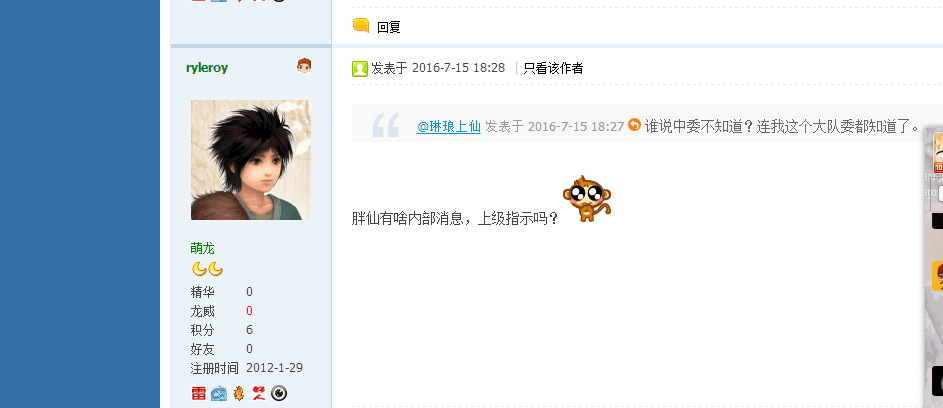 回复
ryleroy
发表于 2016-7-15 18:28 | 只看该作者
@琳琅上仙 发表于 2016-7-15 18:27 谁说中委不知道？连我这个大队委都知道了。
胖仙有啥内部消息，上级指示吗？
萌龙
精华 0
龙威 0
积分 6
好友 0
注册时间 2012-1-29
雷